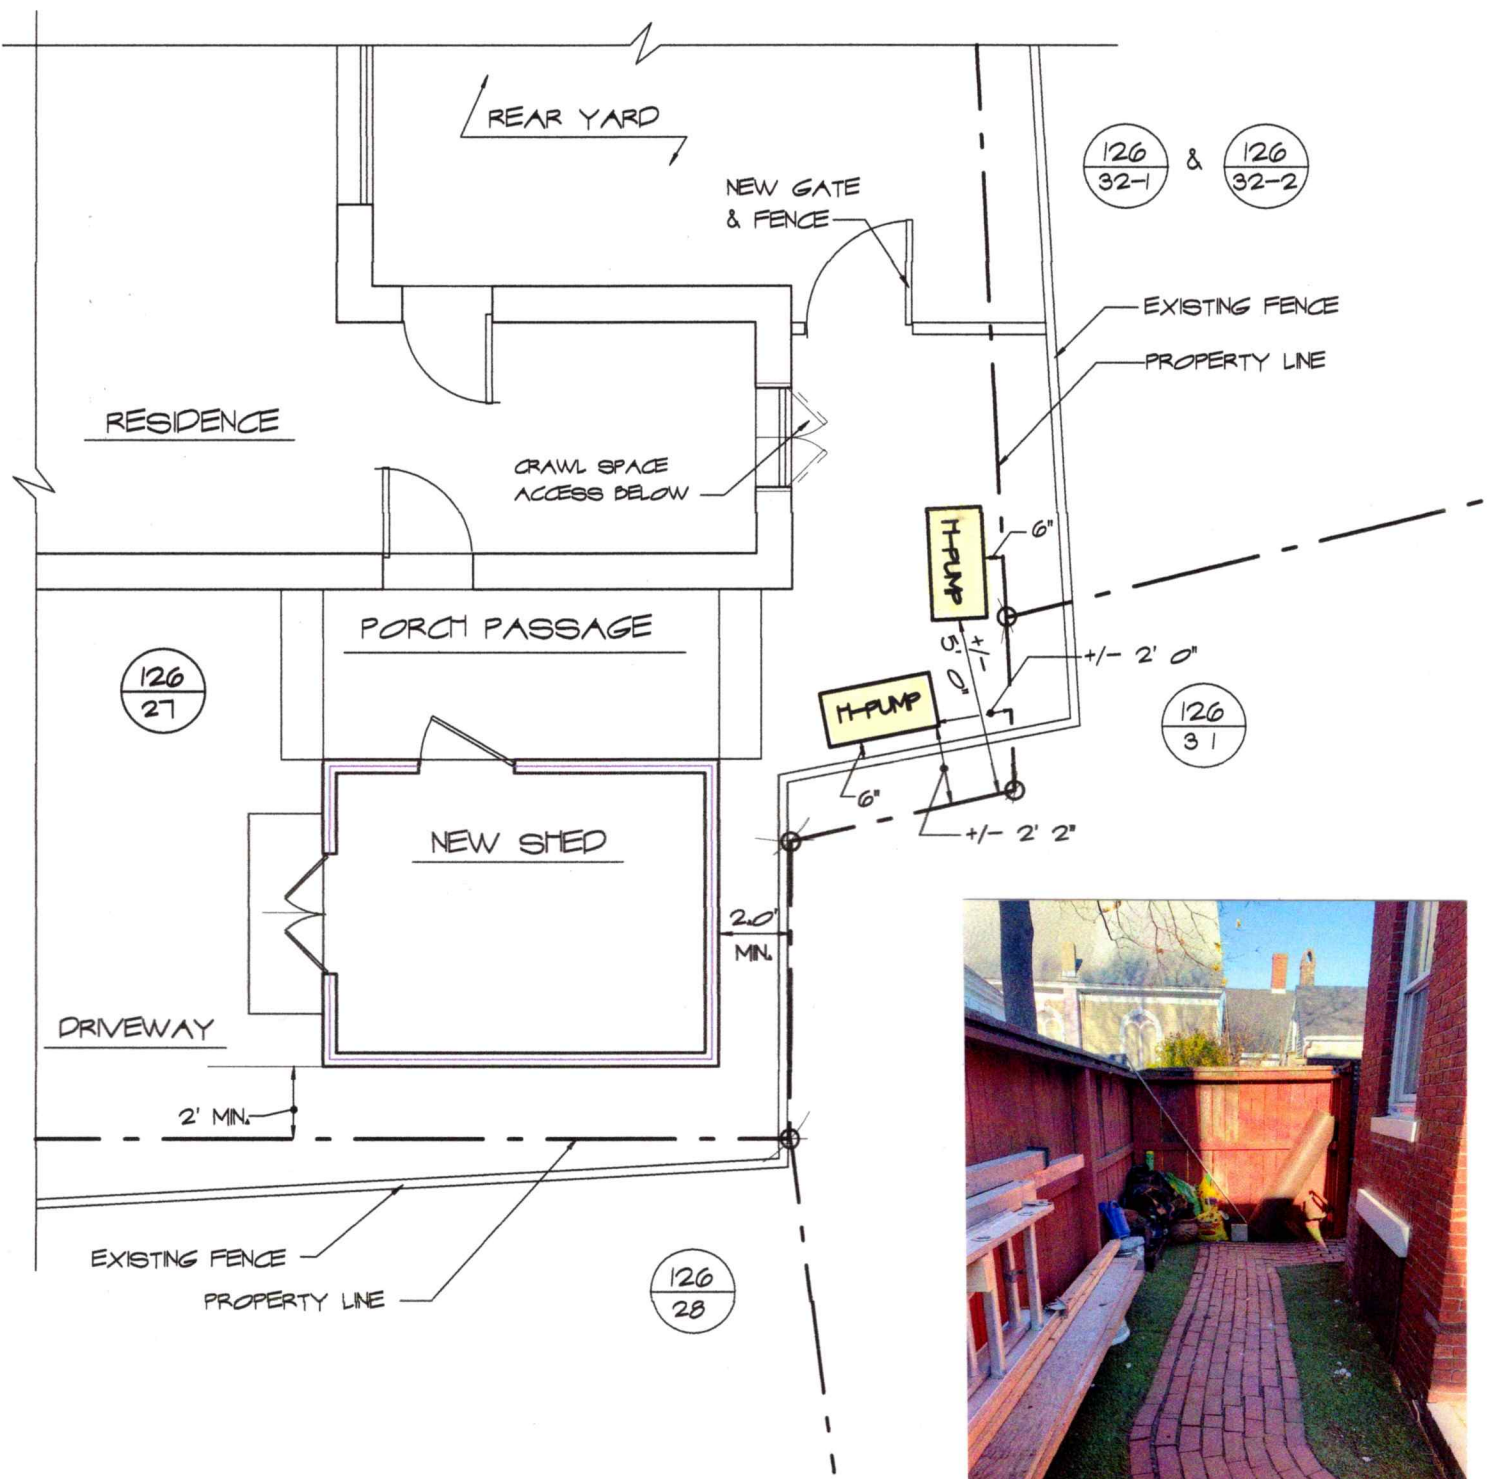 REAR YARD
126
32-1
&
126
32-2
NEW GATE
& FENCE
EXISTING FENCE
PROPERTY LINE
RESIDENCE
CRAWL SPACE
ACCESS BELOW
H-PUMP
6"
+/-
5' 0"
PORCH PASSAGE
+/- 2' 0"
126
27
H-PUMP
126
31
6"
+/- 2' 2"
NEW SHED
2.0'
MIN.
DRIVEWAY
2' MIN.
EXISTING FENCE
PROPERTY LINE
126
28